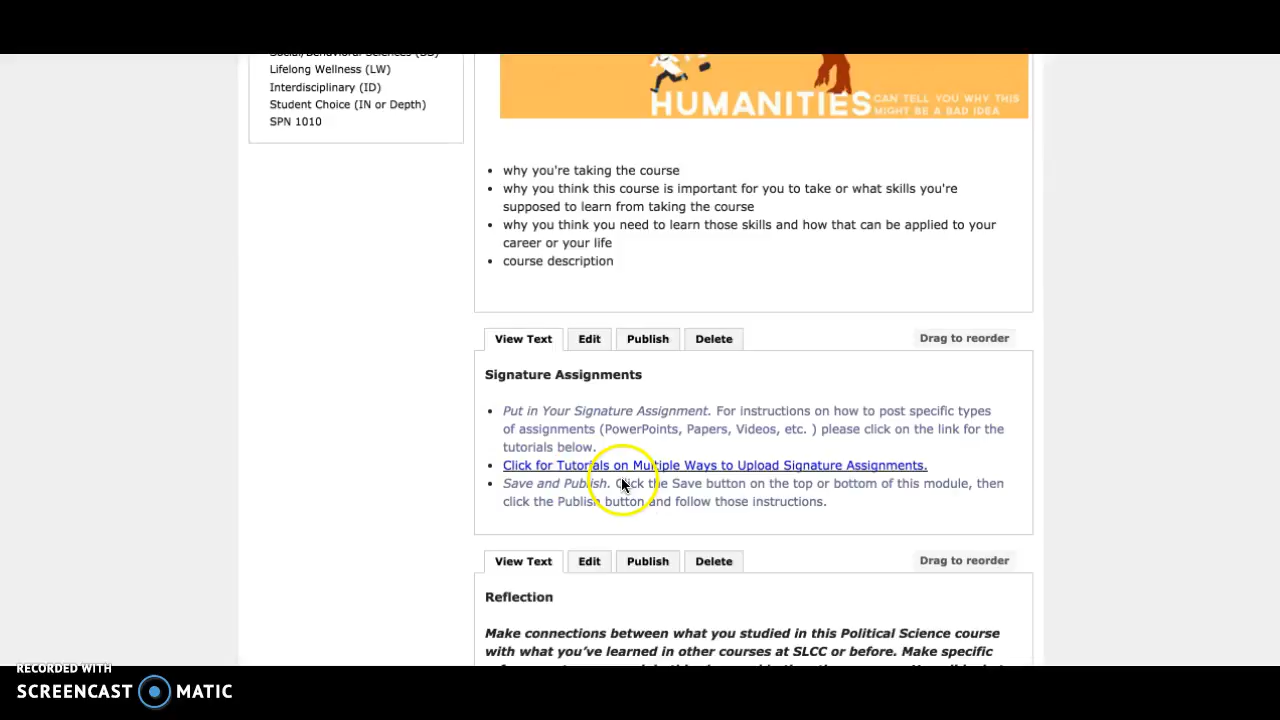 Social/Behavioral Sciences (SS)
Lifelong Wellness (LW)
Interdisciplinary (ID)
Student Choice (IN or Depth)
SPN 1010
HUMANITIES CAN TELL YOU WHY THIS
MIGHT BE A BAD IDEA
why you're taking the course
why you think this course is important for you to take or what skills you're
supposed to learn from taking the course
why you think you need to learn those skills and how that can be applied to your
career or your life
course description
View Text Edit Publish Delete Drag to reorder
Signature Assignments
Put in Your Signature Assignment. For instructions on how to post specific types
of assignments (PowerPoints, Papers, Videos, etc. ) please click on the link for the
tutorials below.
Click for Tutorials on Multiple Ways to Upload Signature Assignments.
Save and Publish. Click the Save button on the top or bottom of this module, then
click the Publish button and follow those instructions.
View Text Edit Publish Delete Drag to reorder
Reflection
Make connections between what you studied in this Political Science course
with what you've learned in other courses at SLCC or before. Make specific
RECORDED WITH
SCREENCAST MATIC